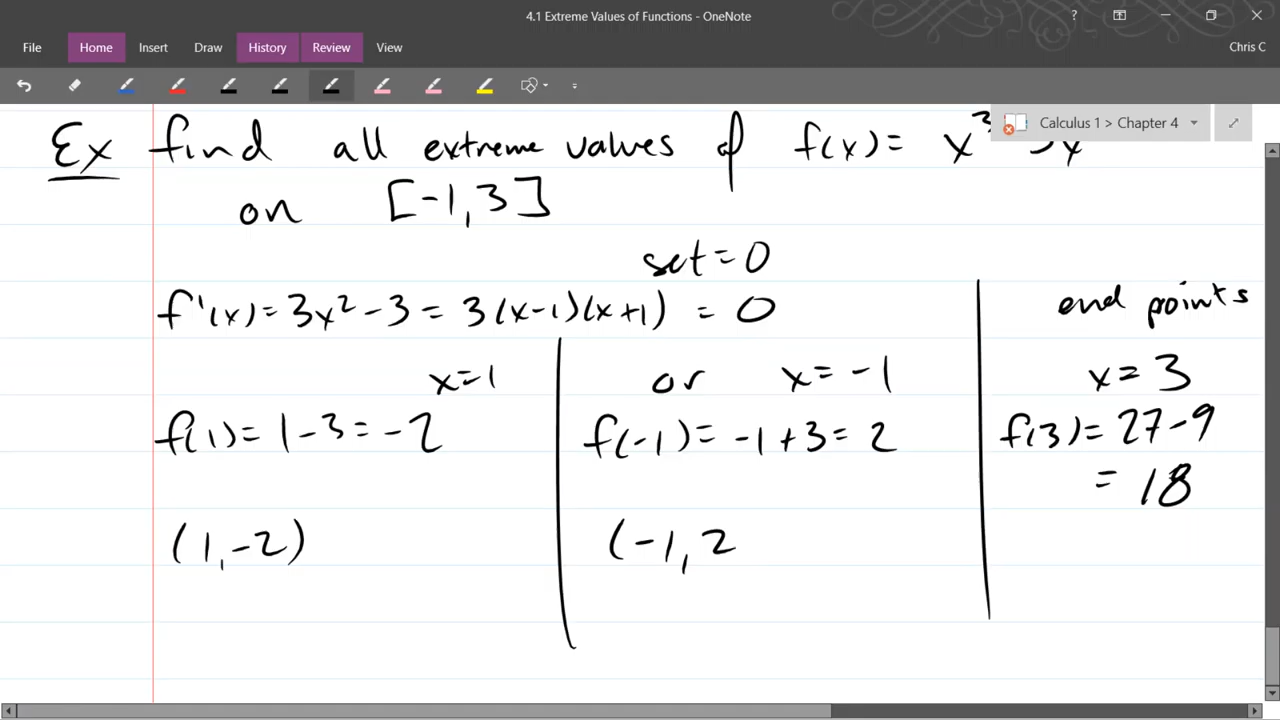 4.1 Extreme Values of Functions - OneNote
File Home Insert Draw History Review View Chris C
Calculus 1 > Chapter 4
Ex find all extreme values of f(x) = x³
on [-1,3]
set = 0
f'(x) = 3x² - 3 = 3(x-1)(x+1) = 0
end points
x=1 or x = -1 x = 3
f(1) = 1-3 = -2 f(-1) = -1+3 = 2 f(3) = 27-9
= 18
(1,-2) (-1, 2